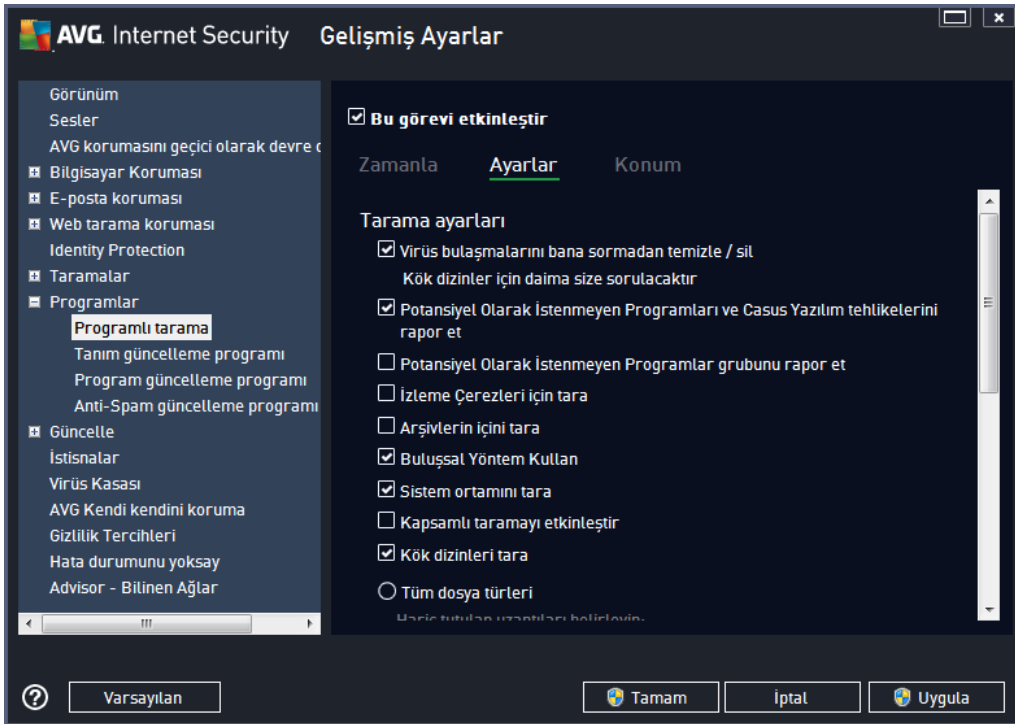 AVG. Internet Security Gelişmiş Ayarlar
Görünüm
Sesler
AVG korumasını geçici olarak devre
Bilgisayar Koruması
E-posta koruması
Web tarama koruması
Identity Protection
Taramalar
Programlar
Programlı tarama
Tanım güncelleme programı
Program güncelleme programı
Anti-Spam güncelleme programı
Güncelle
İstisnalar
Virüs Kasası
AVG Kendi kendini koruma
Gizlilik Tercihleri
Hata durumunu yoksay
Advisor - Bilinen Ağlar
Bu görevi etkinleştir
Zamanla Ayarlar Konum
Tarama ayarları
Virüs bulaşmalarını bana sormadan temizle / sil
Kök dizinler için daima size sorulacaktır
Potansiyel Olarak İstenmeyen Programları ve Casus Yazılım tehlikelerini
rapor et
Potansiyel Olarak İstenmeyen Programlar grubunu rapor et
İzleme Çerezleri için tara
Arşivlerin içini tara
Buluşsal Yöntem Kullan
Sistem ortamını tara
Kapsamlı taramayı etkinleştir
Kök dizinleri tara
Tüm dosya türleri
Hariç tutulan uzantıları belirleyin:
Varsayılan
Tamam İptal Uygula